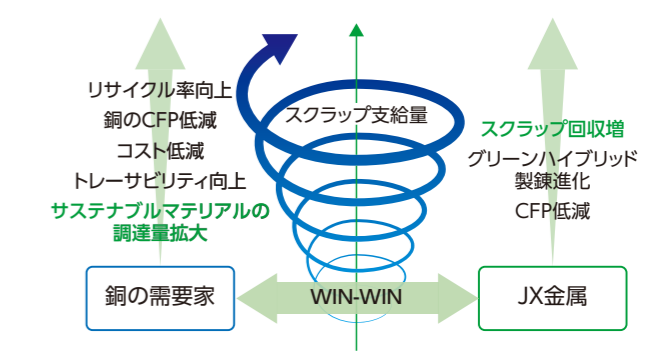 リサイクル率向上
銅のCFP低減
コスト低減
トレーサビリティ向上
サステナブルマテリアルの
調達量拡大
スクラップ支給量
スクラップ回収増
グリーンハイブリッド
製錬進化
CFP低減
銅の需要家
WIN-WIN
JX金属